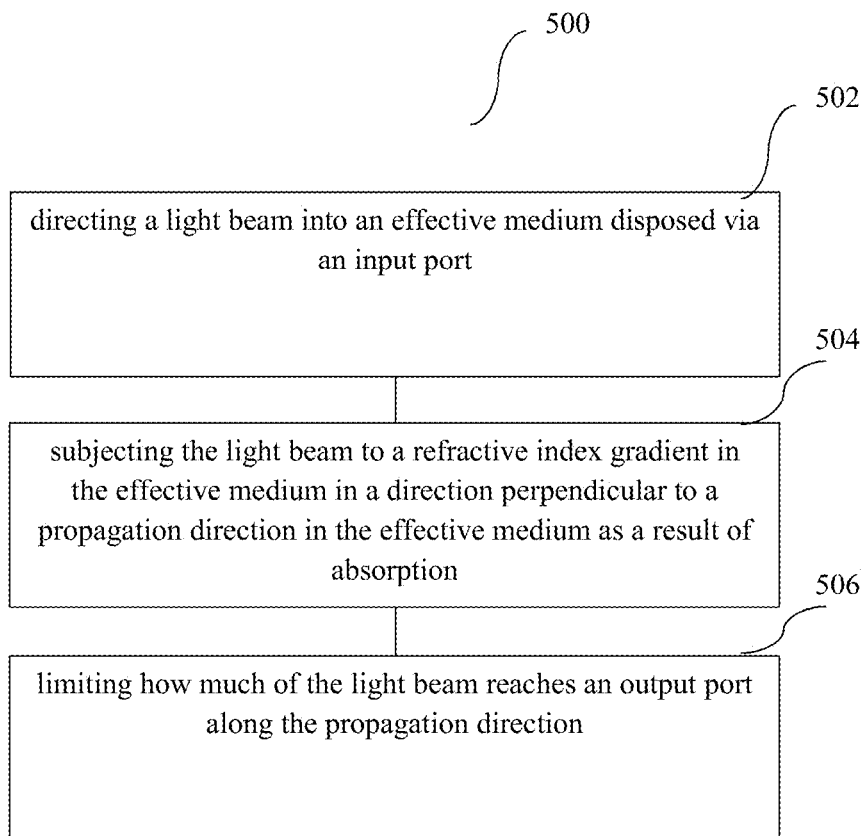 500
502
directing a light beam into an effective medium disposed via
an input port
504
subjecting the light beam to a refractive index gradient in
the effective medium in a direction perpendicular to a
propagation direction in the effective medium as a result of
absorption
506
limiting how much of the light beam reaches an output port
along the propagation direction